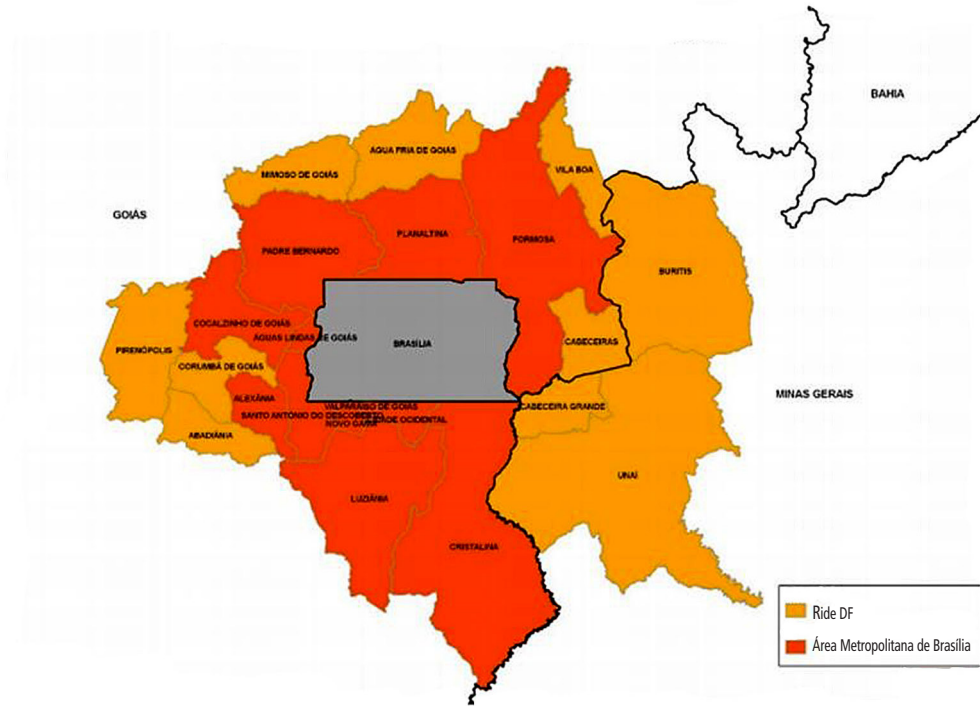 BAHIA
ÁGUA FRIA DE GOIÁS
MIMOSO DE GOIÁS
VILA BOA
GOIÁS
PLANALTINA
FORMOSA
PADRE BERNARDO
BURITIS
COCALZINHO DE GOIÁS
ÁGUAS LINDAS DE GOIÁS
BRASÍLIA
CABECEIRAS
PIRENÓPOLIS
CORUMBÁ DE GOIÁS
MINAS GERAIS
ALEXÂNIA
VALPARAÍSO DE GOIÁS
CABECEIRA GRANDE
SANTO ANTÔNIO DO DESCOBERTO
OCIDENTAL
NOVO GAMA
ABADIÂNIA
UNAÍ
LUZIÂNIA
CRISTALINA
Ride DF
Área Metropolitana de Brasília